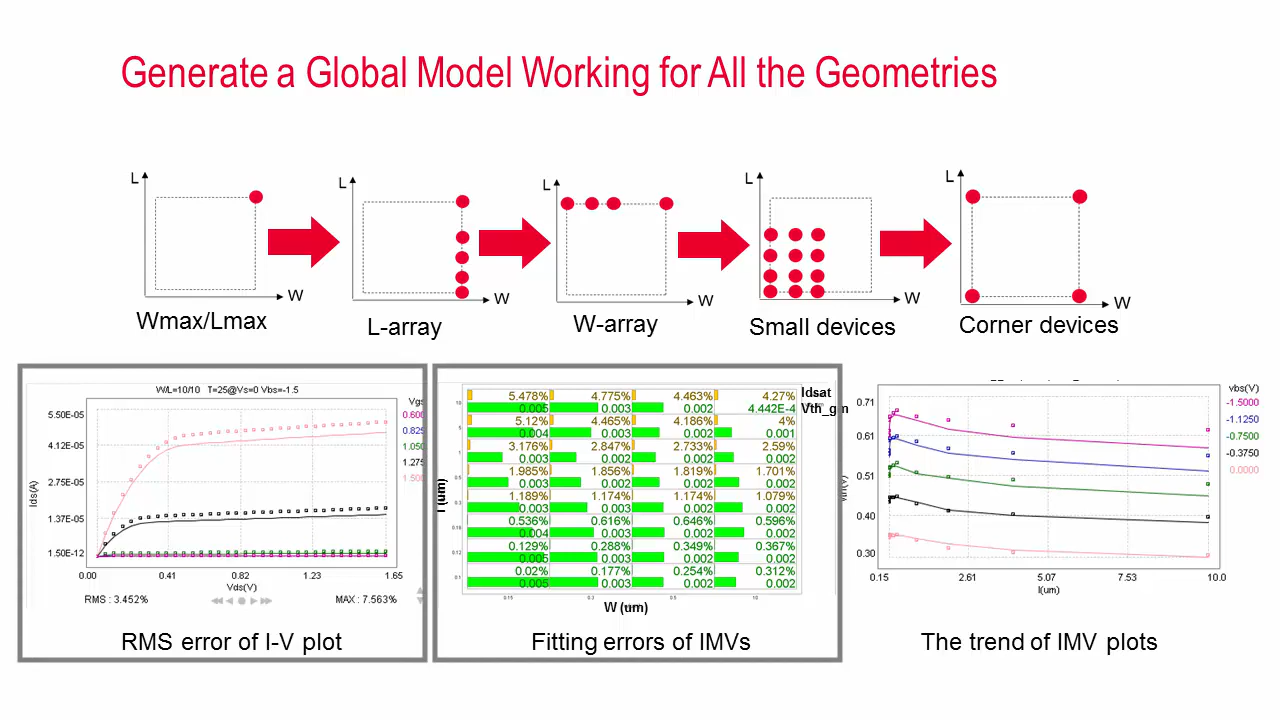 Generate a Global Model Working for All the Geometries
L
W
Wmax/Lmax
L
W
L-array
L
W
W-array
L
W
Small devices
L
W
Corner devices
W/L=10/10 T=25@Vs=0 Vbs=-1.5
Ids(A)
5.50E-05
4.12E-05
2.75E-05
1.37E-05
1.50E-12
0.00 0.41 0.82 1.23 1.65
Vds(V)
RMS : 3.452% MAX : 7.563%
Vgs
0.600
0.825
1.050
1.275
1.500
RMS error of I-V plot
5.478% 4.775% 4.463% 4.27%
0.005 0.003 0.002 4.442E-4
5.12% 4.465% 4.186% 4%
0.004 0.003 0.002 0.001
3.176% 2.847% 2.733% 2.59%
0.003 0.003 0.002 0.002
1.985% 1.856% 1.819% 1.701%
0.003 0.002 0.002 0.002
1.189% 1.174% 1.174% 1.079%
0.003 0.003 0.002 0.002
0.536% 0.616% 0.646% 0.596%
0.004 0.003 0.002 0.002
0.129% 0.288% 0.349% 0.367%
0.005 0.003 0.002 0.002
0.02% 0.177% 0.254% 0.312%
0.005 0.003 0.002 0.002
Idsat
Vth_gm
l (um)
W (um)
Fitting errors of IMVs
0.71
0.61
0.51
0.40
0.30
0.15 2.61 5.07 7.53 10.0
l(um)
vbs(V)
-1.5000
-1.1250
-0.7500
-0.3750
0.0000
The trend of IMV plots